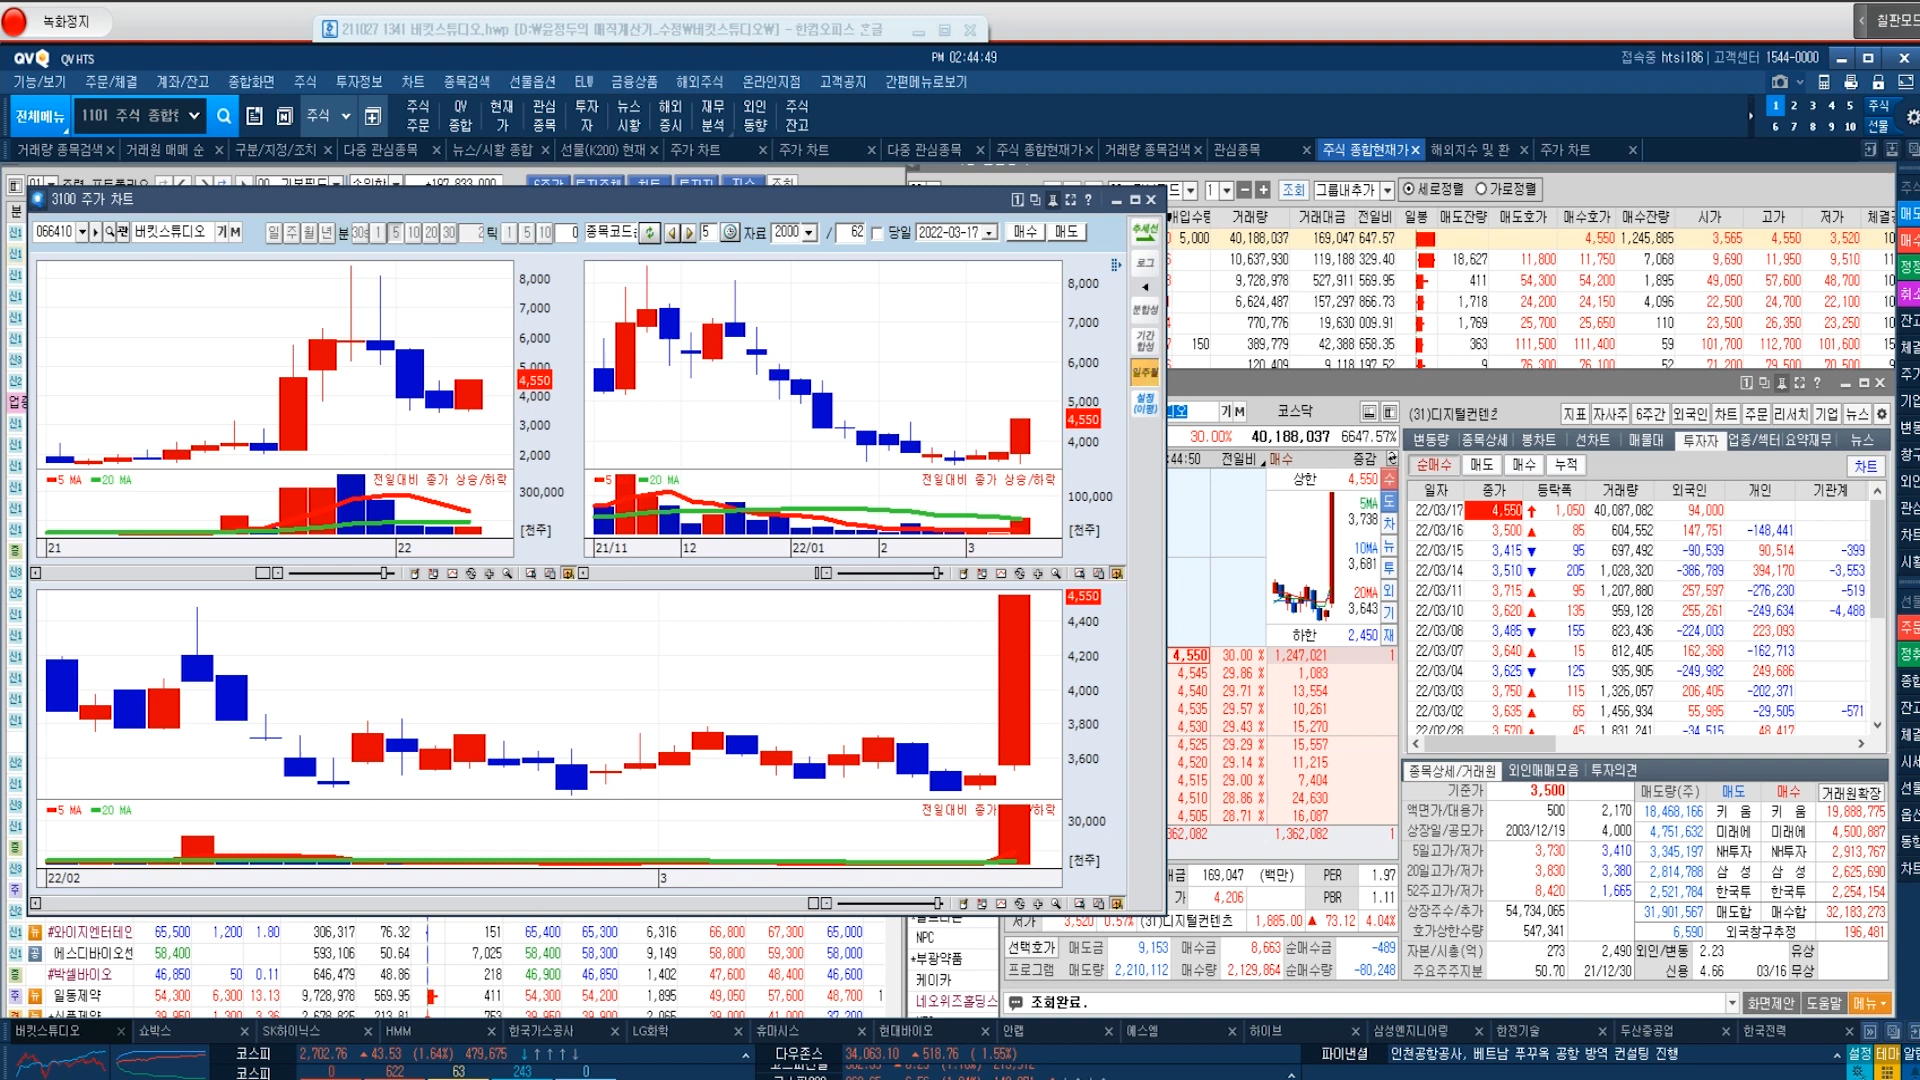 녹화정지
211027 1341 버킷스튜디오.hwp [D:₩윤정두의 매직계산기_수정₩버킷스튜디오₩] - 한컴오피스 한글
칠판모드
QV QV HTS
PM 02:44:49
접속중 htsi186 | 고객센터 1544-0000
기능/보기 주문/체결 계좌/잔고 종합화면 주식 투자정보 차트 종목검색 선물옵션 ELW 금융상품 해외주식 온라인지점 고객공지 간편메뉴로보기
전체메뉴 1101 주식 종합현 주식
주식 주문 QV 종합 현재가 관심 종목 투자자 뉴스 시황 해외 증시 재무 분석 외인 동향 주식 잔고
1 2 3 4 5 주식
6 7 8 9 10 선물
거래량 종목검색 거래원 매매 순 구분/지정/조치 다중 관심종목 뉴스/시황 종합 선물(K200) 현재 주가 차트 주가 차트 다중 관심종목 주식 종합현재가 거래량 종목검색 관심종목 주식 종합현재가 해외지수 및 환 주가 차트
3100 주가 차트
066410 버킷스튜디오 기 M 일 주 월 년 분 30s 1 3 5 10 20 30 2 틱 1 3 5 10 0 종목코드 5 자료 2000 / 62 당일 2022-03-17 매수 매도
추세선
로그
분합성
기간합성
일주월
설정(이평)
8,000
7,000
6,000
4,550
4,000
3,000
2,000
5 MA 20 MA 전일대비 종가 상승/하락
300,000
[천주]
21 22
8,000
7,000
6,000
5,000
4,550
4,000
5 20 MA 전일대비 종가 상승/하락
100,000
[천주]
21/11 12 22/01 2 3
4,550
4,400
4,200
4,000
3,800
3,600
5 MA 20 MA 전일대비 종가 /하락
30,000
[천주]
22/02 3
조회 그룹내추가 세로정렬 가로정렬
거래량 거래대금 전일비 일봉 매도잔량 매도호가 매수호가 매수잔량 시가 고가 저가 체결강
5,000 40,188,037 169,047 647.57 4,550 1,245,885 3,565 4,550 3,520
10,637,930 119,188 329.40 18,627 11,800 11,750 7,068 9,690 11,950 9,510
9,728,978 527,911 569.95 411 54,300 54,200 1,895 49,050 57,600 48,700
6,624,487 157,297 866.73 1,718 24,200 24,150 4,096 22,500 24,700 22,100
770,776 19,630 009.91 1,769 25,700 25,650 110 23,500 26,350 23,250
150 389,779 42,388 658.35 363 111,500 111,400 59 101,700 112,700 101,600
120,409 9,118 197.52 9 76,300 76,100 52 71,200 79,500 70,500
기 M 코스닥 (31)디지털컨텐츠
지표 자사주 6주간 외국인 차트 주문 리서치 기업 뉴스
30.00% 40,188,037 6647.57%
:44:50 전일비 매수 증감
변동량 종목상세 봉차트 선차트 매물대 투자자 업종/섹터 요약재무 뉴스
순매수 매도 매수 누적 차트
일자 종가 등락폭 거래량 외국인 개인 기관계
22/03/17 4,550 ↑ 1,050 40,087,082 94,000
22/03/16 3,500 ▲ 85 604,552 147,751 -148,441
22/03/15 3,415 ▼ 95 697,492 -90,539 90,514 -399
22/03/14 3,510 ▼ 205 1,028,320 -386,789 394,170 -3,553
22/03/11 3,715 ▲ 95 1,207,880 257,597 -276,230 -519
22/03/10 3,620 ▲ 135 959,128 255,261 -249,634 -4,488
22/03/08 3,485 ▼ 155 823,436 -224,003 223,093
22/03/07 3,640 ▲ 15 812,405 162,368 -162,713
22/03/04 3,625 ▼ 125 935,905 -249,982 249,686
22/03/03 3,750 ▲ 115 1,326,057 206,405 -202,371
22/03/02 3,635 ▲ 65 1,456,934 55,985 -29,505 -571
22/02/28 3,570 ▲ 45 1,831,241 -34,515 48,417
상한 4,550
5MA 3,738
10MA 3,681
20MA 3,643
하한 2,450
수 도 차 뉴 투 외 기 재
4,550 30.00 % 1,247,021 1
4,545 29.86 % 1,083
4,540 29.71 % 13,554
4,535 29.57 % 10,261
4,530 29.43 % 15,270
4,525 29.29 % 15,557
4,520 29.14 % 11,215
4,515 29.00 % 7,404
4,510 28.86 % 24,630
4,505 28.71 % 16,087
362,082 1,362,082 1
169,047 (백만) PER 1.97
4,206 PBR 1.11
저가 3,520 0.57% (31)디지털컨텐츠 1,885.00 ▲ 73.12 4.04%
선택호가 매도금 9,153 매수금 8,663 순매수금 -489
프로그램 매도량 2,210,112 매수량 2,129,864 순매수량 -80,248
종목상세/거래원 외인매매모음 투자의견
기준가 3,500 매도량(주) 매도 매수 거래원확장
액면가/대용가 500 2,170 18,468,166 키 움 키 움 19,888,775
상장일/공모가 2003/12/19 4,000 4,751,632 미래에 미래에 4,500,887
5일고가/저가 3,730 3,410 3,345,197 NH투자 NH투자 2,913,767
20일고가/저가 3,830 3,380 2,814,788 삼 성 삼 성 2,625,690
52주고가/저가 8,420 1,665 2,521,784 한국투 한국투 2,254,154
상장주수/추가 54,734,065 31,901,567 매도합 매수합 32,183,273
호가상한수량 547,341 6,590 외국창구추정 196,481
자본/시총(억) 273 2,490 외인/변동 2.23 유상
주요주주지분 50.70 21/12/30 신용 4.66 03/16 무상
조회완료.
화면제안 도움말 메뉴
#와이지엔터테인 65,500 1,200 1.80 306,317 76.32 151 65,400 65,300 6,316 66,800 67,300 65,000
에스디바이오센 58,400 593,106 50.64 7,025 58,400 58,300 9,149 58,800 59,300 58,000
#박셀바이오 46,850 50 0.11 646,479 48.86 218 46,900 46,850 1,402 47,600 48,400 46,600
일동제약 54,300 6,300 13.13 9,728,978 569.95 411 54,300 54,200 1,895 49,050 57,600 48,700 1
NPC
+부광약품
케이카
네오위즈홀딩스
버킷스튜디오 쇼박스 SK하이닉스 HMM 한국가스공사 LG화학 휴마시스 현대바이오 안랩 에스엠 하이브 삼성엔지니어링 한전기술 두산중공업 한국전력
코스피 2,702.76 ▲ 43.53 (1.64%) 479,675 다우존스 34,063.10 ▲ 518.76 ( 1.55%) 파이낸셜 인천공항공사, 베트남 푸꾸옥 공항 방역 컨설팅 진행
설정 테마 알림
코스피 0 622 63 243 0